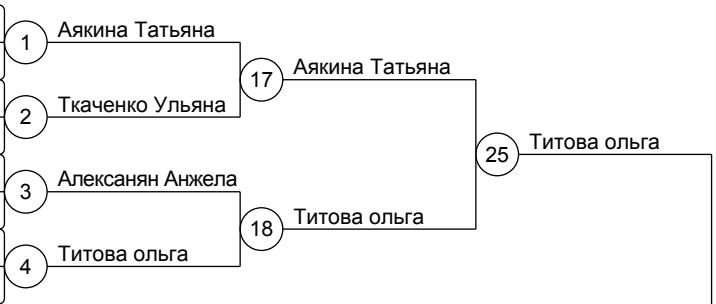 1 Аякина Татьяна
17 Аякина Татьяна
2 Ткаченко Ульяна
25 Титова ольга
3 Алексанян Анжела
18 Титова ольга
4 Титова ольга